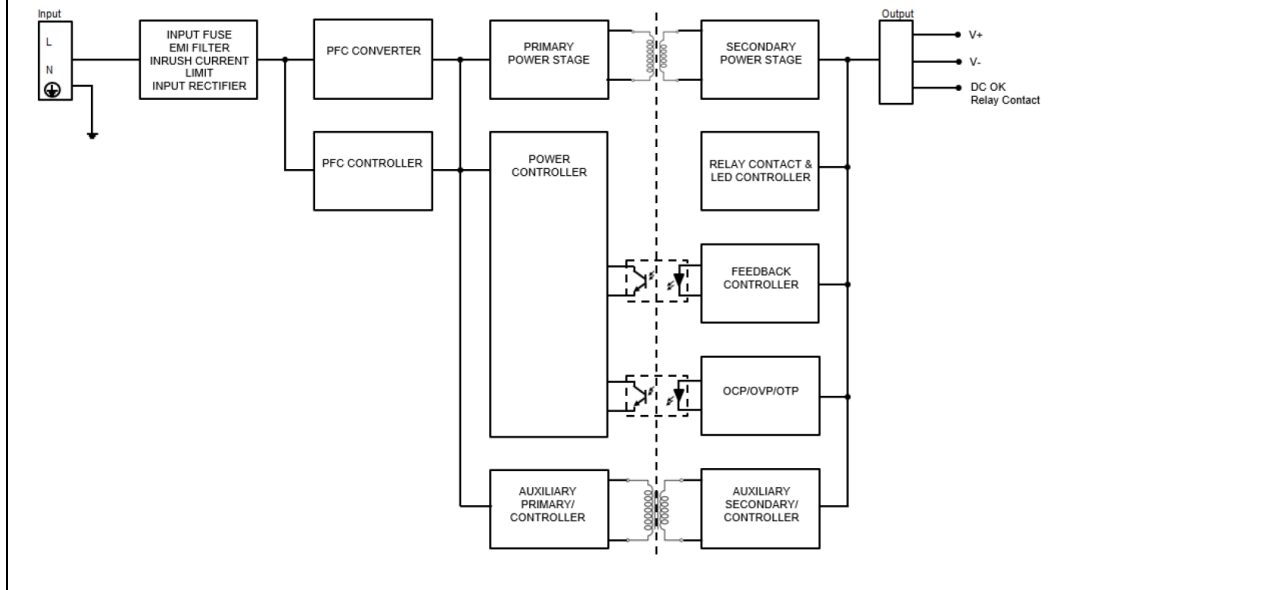 Input
L
N
INPUT FUSE
EMI FILTER
INRUSH CURRENT
LIMIT
INPUT RECTIFIER
PFC CONVERTER
PRIMARY
POWER STAGE
SECONDARY
POWER STAGE
Output
V+
V-
DC OK
Relay Contact
PFC CONTROLLER
POWER
CONTROLLER
RELAY CONTACT &
LED CONTROLLER
FEEDBACK
CONTROLLER
OCP/OVP/OTP
AUXILIARY
PRIMARY/
CONTROLLER
AUXILIARY
SECONDARY/
CONTROLLER